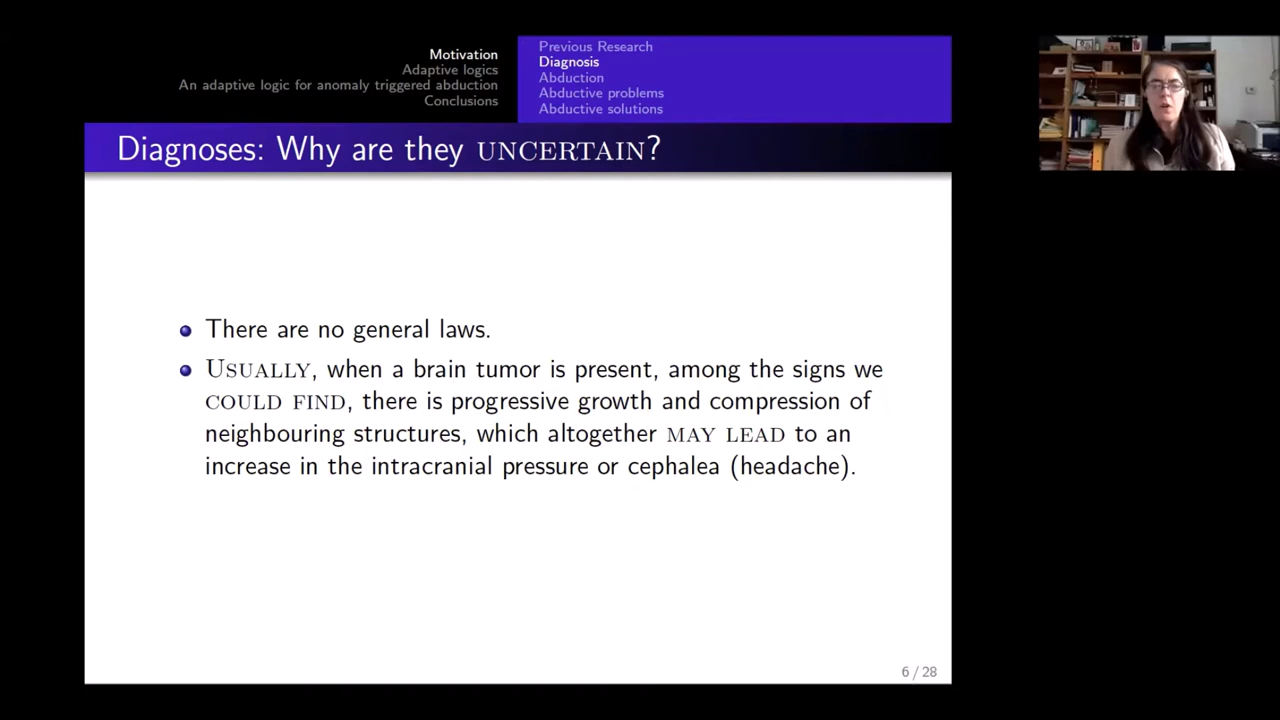 Motivation
Adaptive logics
An adaptive logic for anomaly triggered abduction
Conclusions
Previous Research
Diagnosis
Abduction
Abductive problems
Abductive solutions
Diagnoses: Why are they UNCERTAIN?
There are no general laws.
USUALLY, when a brain tumor is present, among the signs we
COULD FIND, there is progressive growth and compression of
neighbouring structures, which altogether MAY LEAD to an
increase in the intracranial pressure or cephalea (headache).
6 / 28